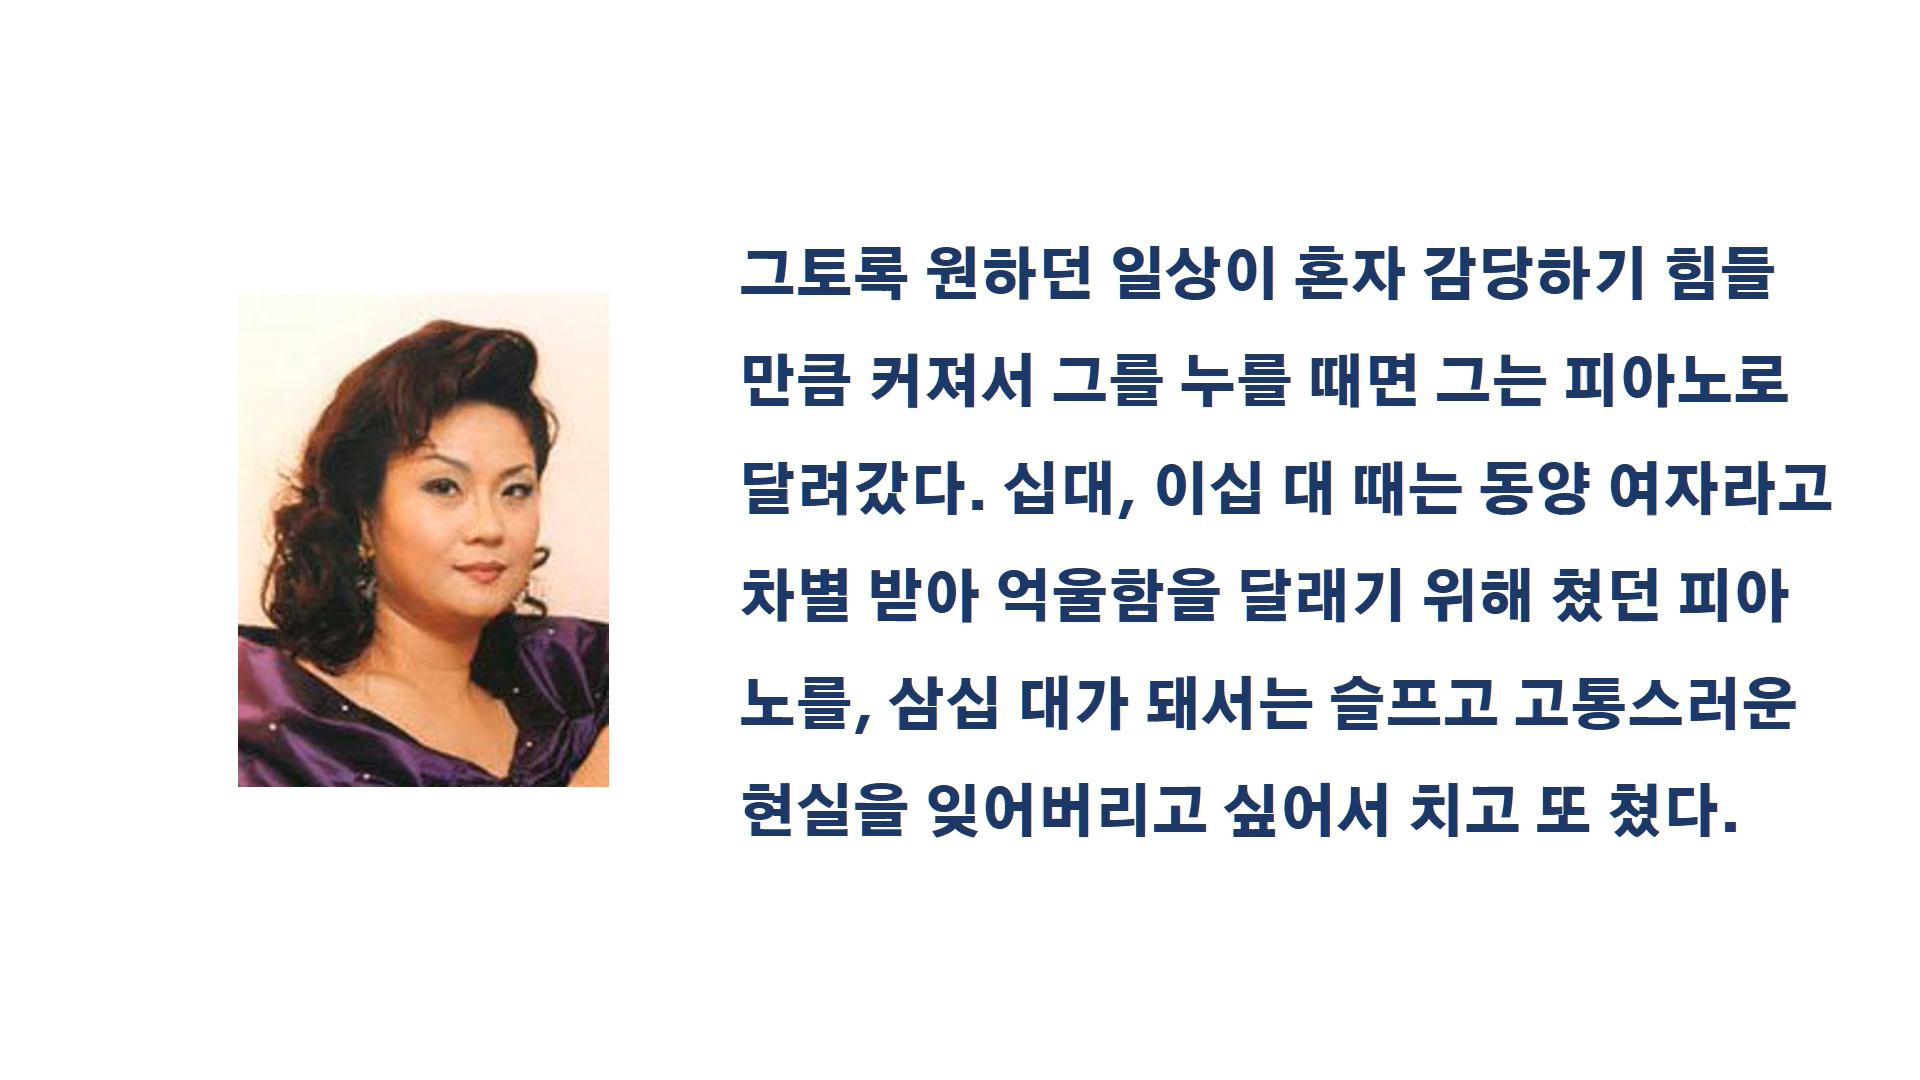 그토록 원하던 일상이 혼자 감당하기 힘들
만큼 커져서 그를 누를 때면 그는 피아노로
달려갔다. 십대, 이십 대 때는 동양 여자라고
차별 받아 억울함을 달래기 위해 쳤던 피아
노를, 삼십 대가 돼서는 슬프고 고통스러운
현실을 잊어버리고 싶어서 치고 또 쳤다.